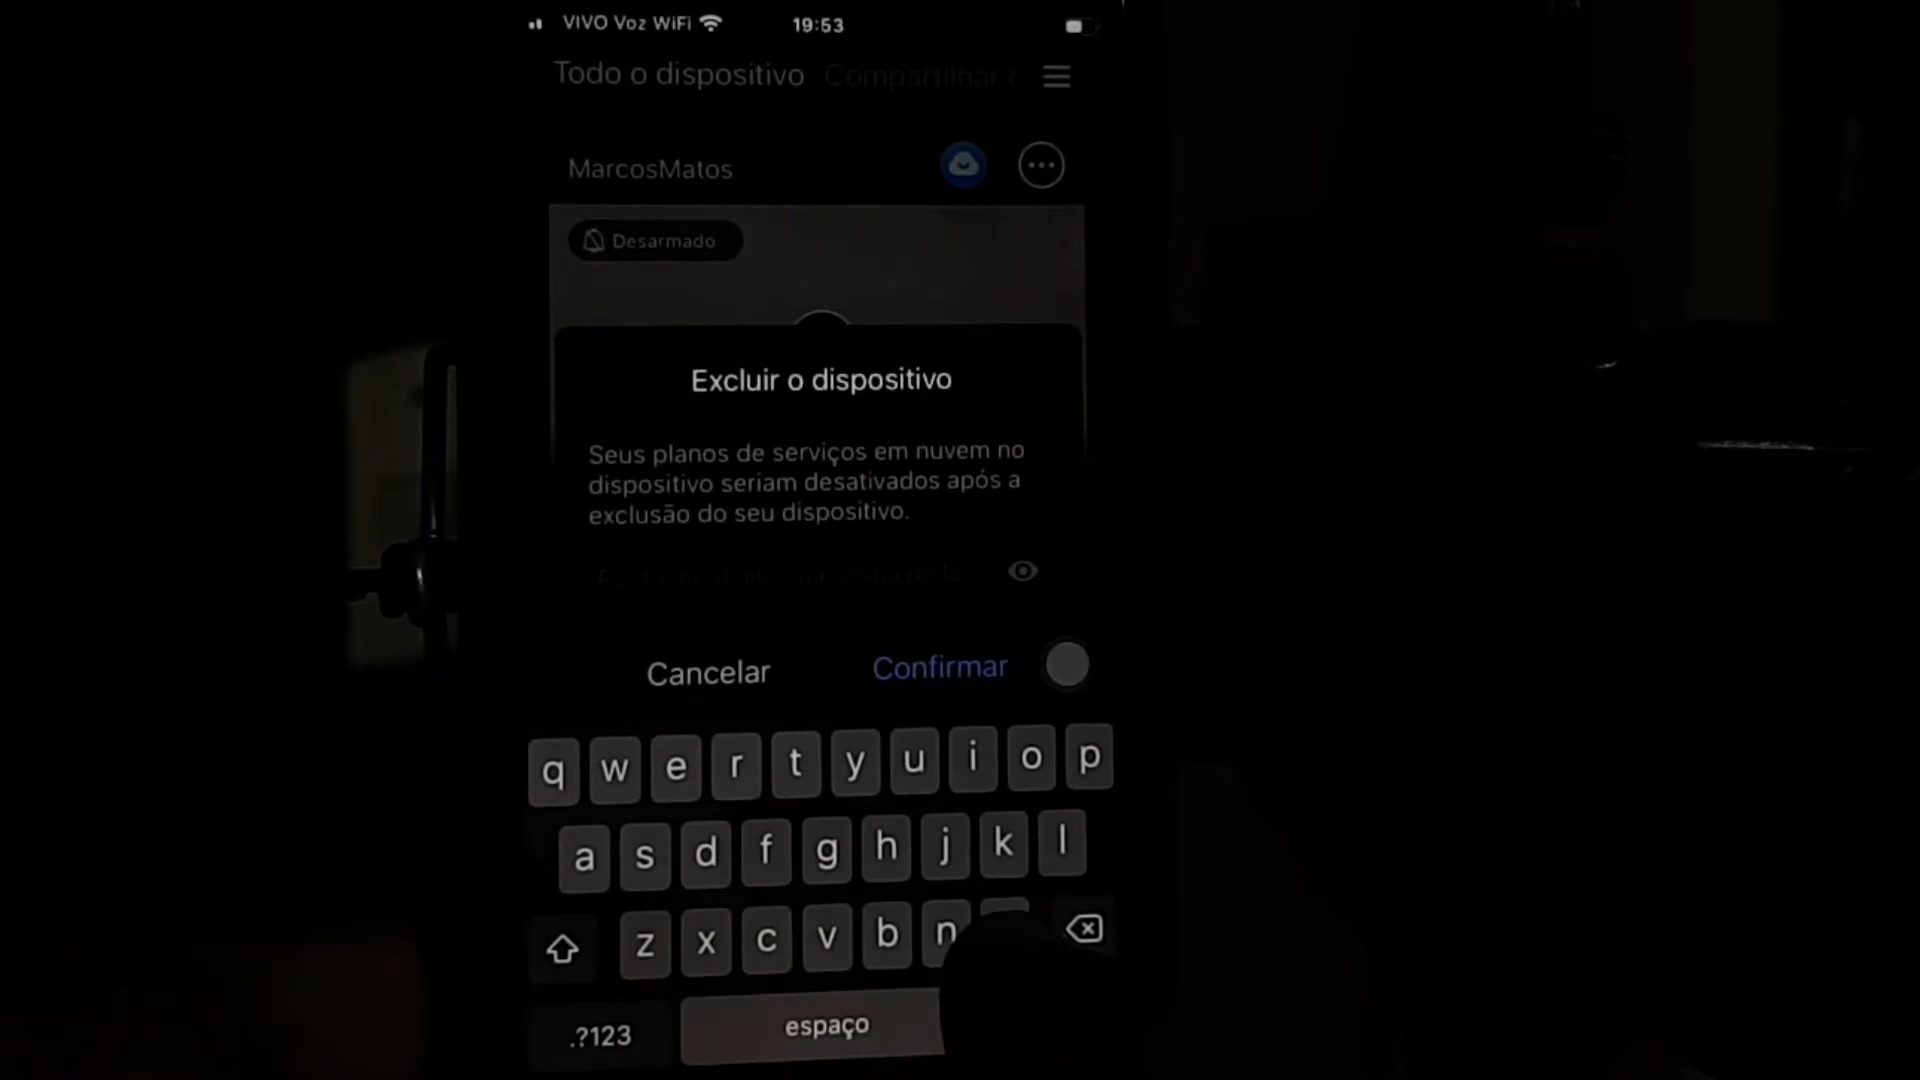 VIVO Voz WiFi 19:53
Todo o dispositivo Compartilhar
MarcosMatos
Desarmado
Excluir o dispositivo
Seus planos de serviços em nuvem no
dispositivo seriam desativados após a
exclusão do seu dispositivo.
Cancelar Confirmar
q w e r t y u i o p
a s d f g h j k l
z x c v b n
.?123 espaço